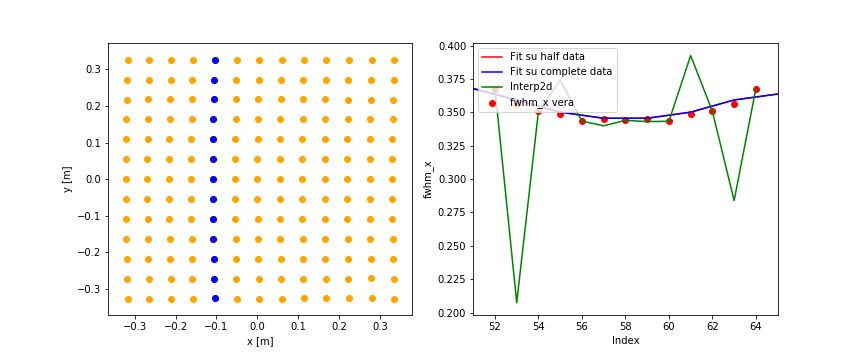 0.3
0.2
0.1
0.0
−0.1
−0.2
−0.3
y [m]
−0.3 −0.2 −0.1 0.0 0.1 0.2 0.3
x [m]
0.400
0.375
0.350
0.325
0.300
0.275
0.250
0.225
0.200
fwhm_x
Fit su half data
Fit su complete data
Interp2d
fwhm_x vera
52 54 56 58 60 62 64
Index